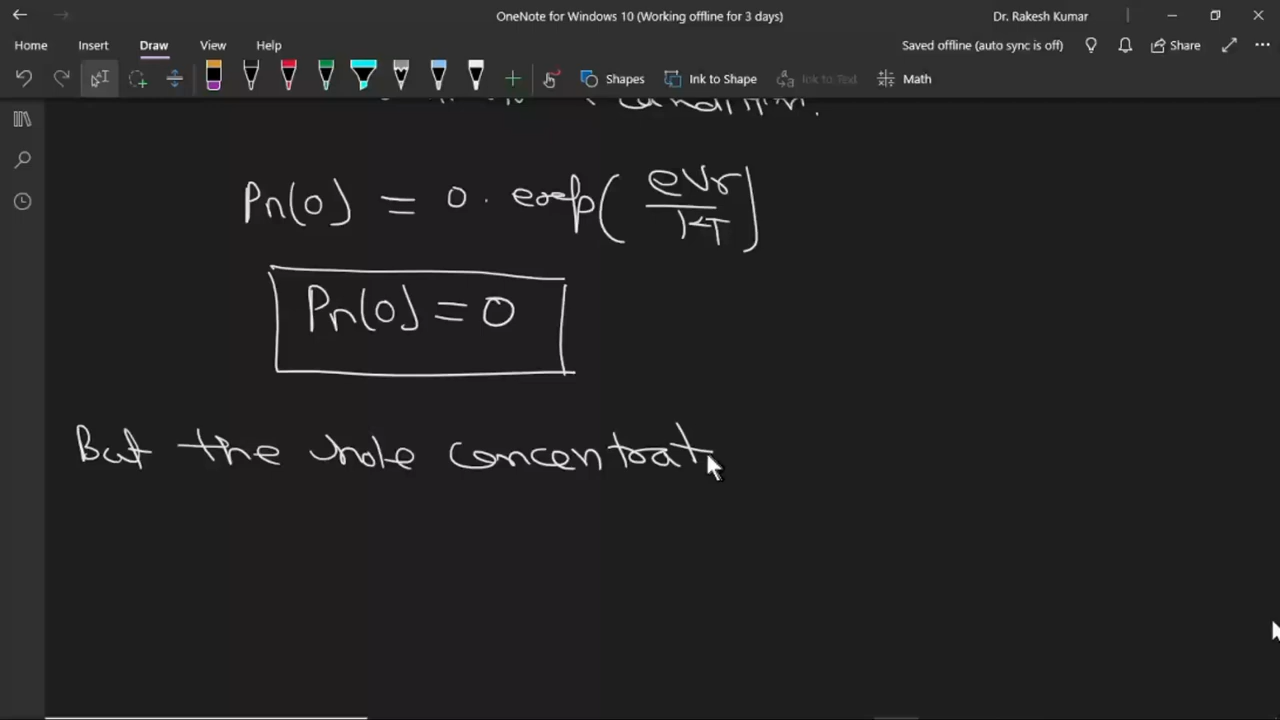 OneNote for Windows 10 (Working offline for 3 days)
Dr. Rakesh Kumar
Home Insert Draw View Help
Saved offline (auto sync is off)
Share
Shapes
Ink to Shape
Ink to Text
Math
condition.
Pn(0) = 0. exp(eVr/KT)
Pn(0) = 0
But the hole concentrat